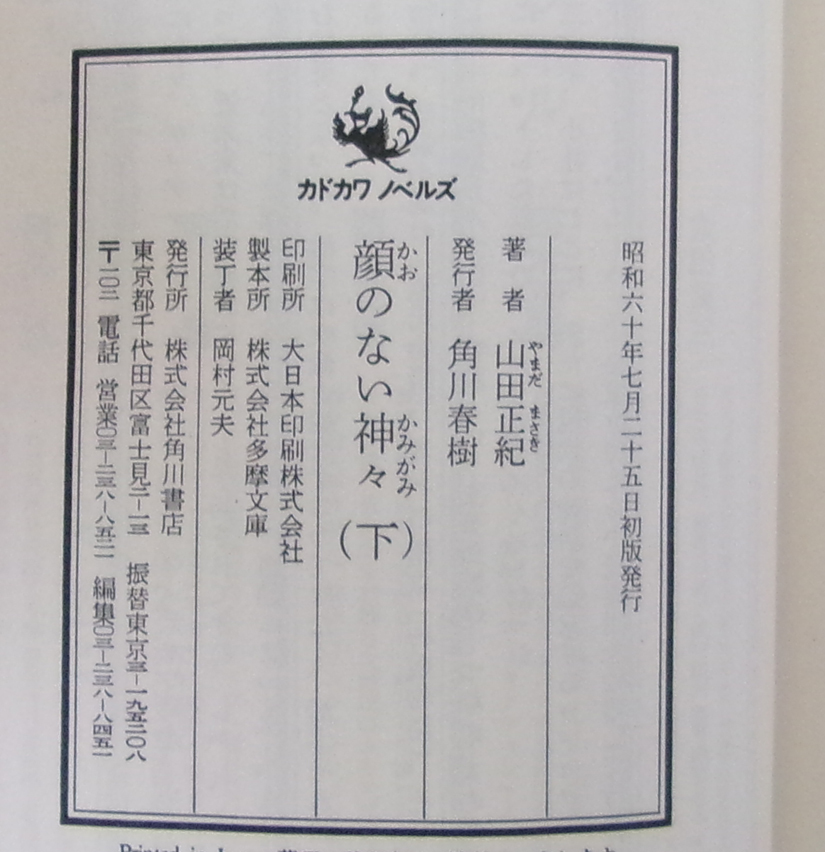 カドカワ ノベルズ
昭和六十年七月二十五日初版発行
著者 山田正紀
やまだ まさき
発行者 角川春樹
顔のない神々（下）
かお かみがみ
印刷所 大日本印刷株式会社
製本所 株式会社多摩文庫
装丁者 岡村元夫
発行所 株式会社角川書店
東京都千代田区富士見二―一三 振替東京三―一九五二〇八
〒一〇二 電話 営業〇三―二三八―八五二一 編集〇三―二三八―八四五一